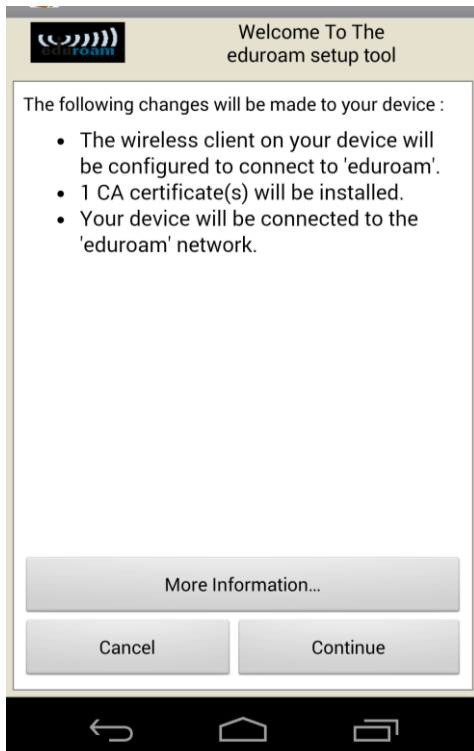 eduroam
Welcome To The
eduroam setup tool
The following changes will be made to your device :
• The wireless client on your device will
be configured to connect to 'eduroam'.
• 1 CA certificate(s) will be installed.
• Your device will be connected to the
'eduroam' network.
More Information...
Cancel
Continue